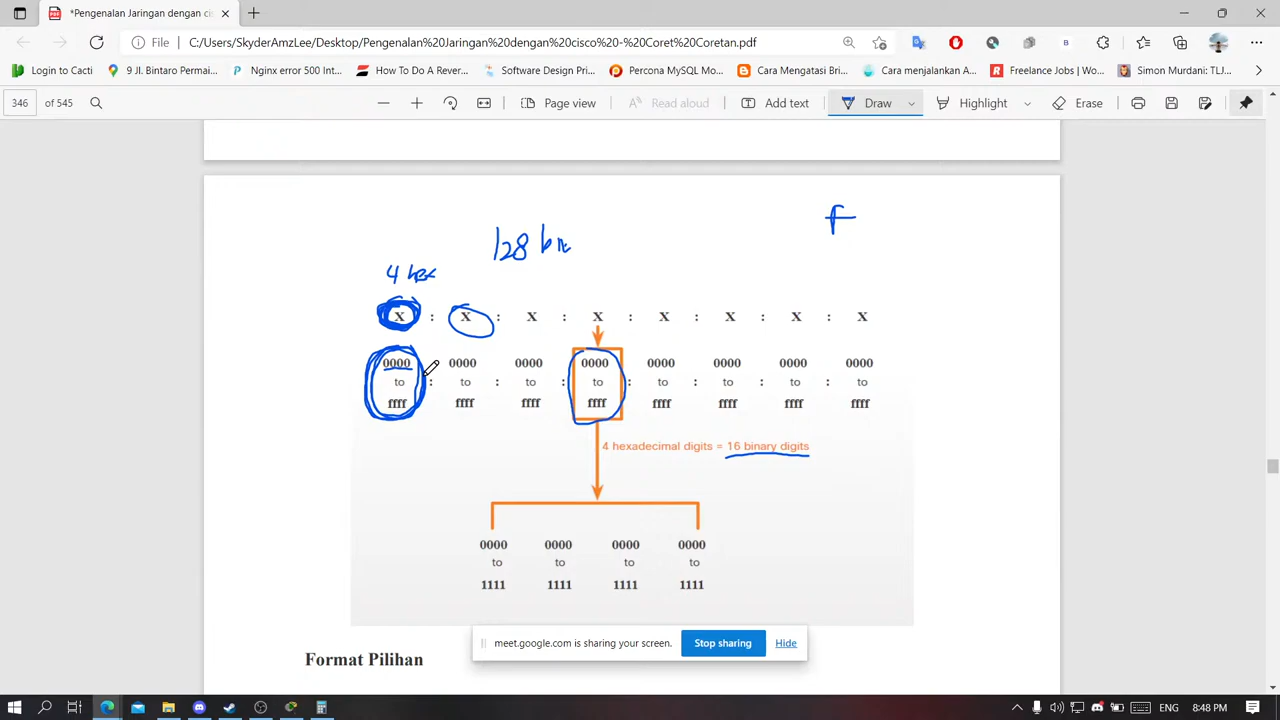 *Pengenalan Jaringan dengan cis
File C:/Users/SkyderAmzLee/Desktop/Pengenalan%20Jaringan%20dengan%20cisco%20-%20Coret%20Coretan.pdf
Login to Cacti 9 Jl. Bintaro Permai... Nginx error 500 Int... How To Do A Rever... Software Design Pri... Percona MySQL Mo... Cara Mengatasi Bri... Cara menjalankan A... Freelance Jobs | Wo... Simon Mundani: TLJ...
346 of 545 Page view Read aloud Add text Draw Highlight Erase
F
128 bit
4 hex
X : X : X : X : X : X : X : X
0000 0000 0000 0000 0000 0000 0000 0000
to : to : to : to : to : to : to : to
ffff ffff ffff ffff ffff ffff ffff ffff
4 hexadecimal digits = 16 binary digits
0000 0000 0000 0000
to to to to
1111 1111 1111 1111
meet.google.com is sharing your screen. Stop sharing Hide
Format Pilihan
ENG 8:48 PM